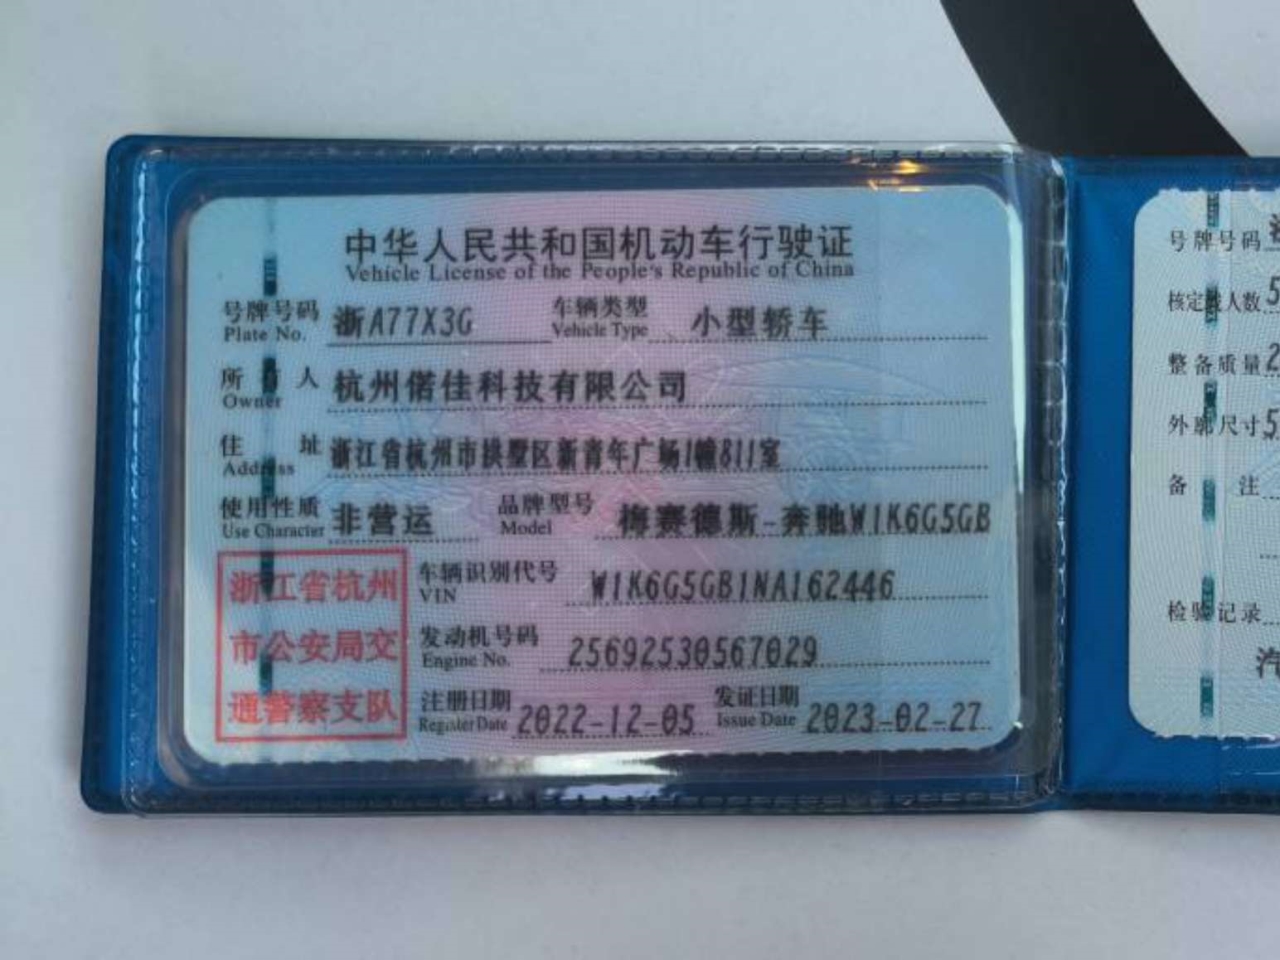 中华人民共和国机动车行驶证
Vehicle License of the People's Republic of China
号牌号码 浙A77X3G 车辆类型 小型轿车
Plate No. Vehicle Type
所有人 杭州偌佳科技有限公司
Owner
住址 浙江省杭州市拱墅区新青年广场1幢811室
Address
使用性质 非营运 品牌型号 梅赛德斯-奔驰W1K6G5GB
Use Character Model
浙江省杭州
市公安局交
通警察支队
车辆识别代号 W1K6G5GB1NA162446
VIN
发动机号码 25692530567029
Engine No.
注册日期 2022-12-05 发证日期 2023-02-27
Register Date Issue Date
号牌号码
核定载人数 5
整备质量 2
外廓尺寸 5
备注
检验记录
汽